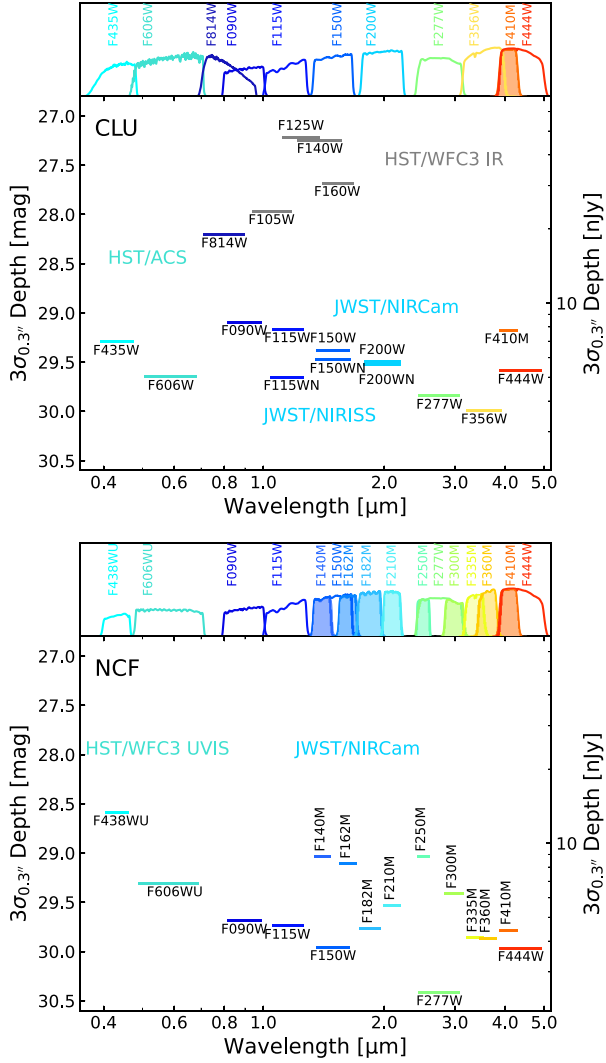 F435W F606W F814W F090W F115W F150W F200W F277W F356W F410M F444W
CLU
HST/WFC3 IR
HST/ACS
JWST/NIRCam
JWST/NIRISS
F125W
F140W
F160W
F105W
F814W
F090W
F115W F150W F200W F410M
F435W
F150WN
F200WN
F444W
F606W
F115WN
F277W
F356W
27.0
27.5
28.0
28.5
29.0
29.5
30.0
30.5
3σ0.3″ Depth [mag]
10
3σ0.3″ Depth [nJy]
0.4 0.6 1.0 2.0 3.0 4.0 5.0
Wavelength [μm]
F438WU F606WU F090W F115W F140M F150W F162M F182M F210M F250M F277W F300M F335M F360M F410M F444W
NCF
HST/WFC3 UVIS
JWST/NIRCam
F438WU
F140M
F162M
F250M
F606WU
F182M
F210M
F300M
F335M
F360M
F410M
F090W
F115W
F150W
F444W
F277W
27.0
27.5
28.0
28.5
29.0
29.5
30.0
30.5
3σ0.3″ Depth [mag]
10
3σ0.3″ Depth [nJy]
0.4 0.6 1.0 2.0 3.0 4.0 5.0
Wavelength [μm]